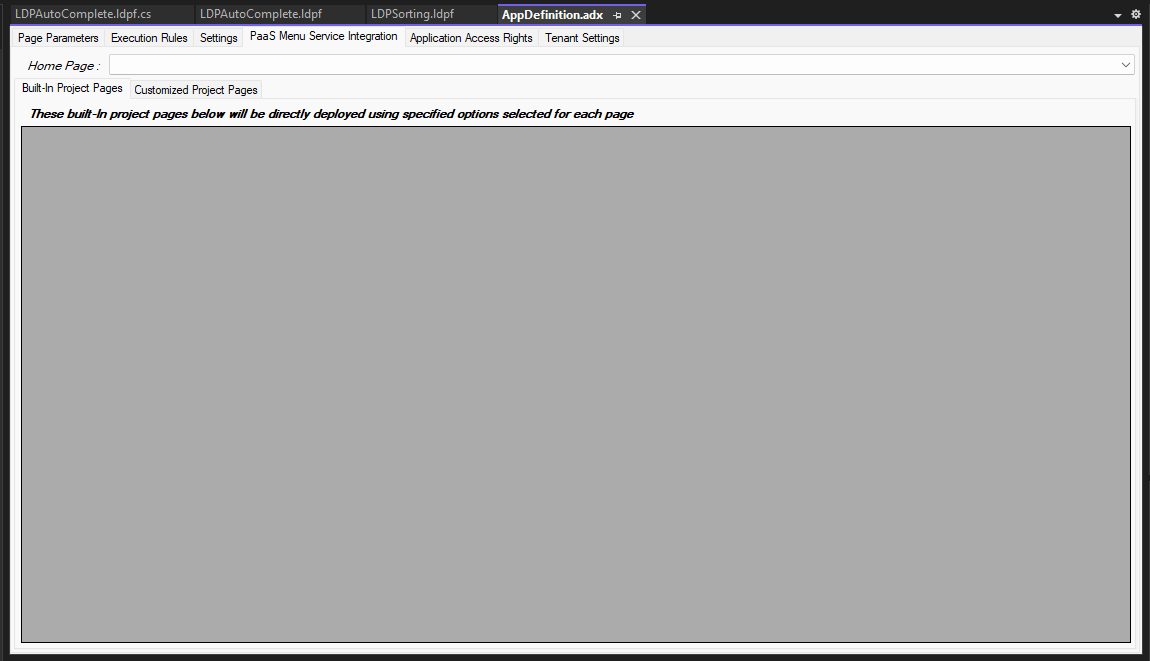 LDPAutoComplete.ldpf.cs LDPAutoComplete.ldpf LDPSorting.ldpf AppDefinition.adx
Page Parameters Execution Rules Settings PaaS Menu Service Integration Application Access Rights Tenant Settings
Home Page :
Built-In Project Pages Customized Project Pages
These built-In project pages below will be directly deployed using specified options selected for each page